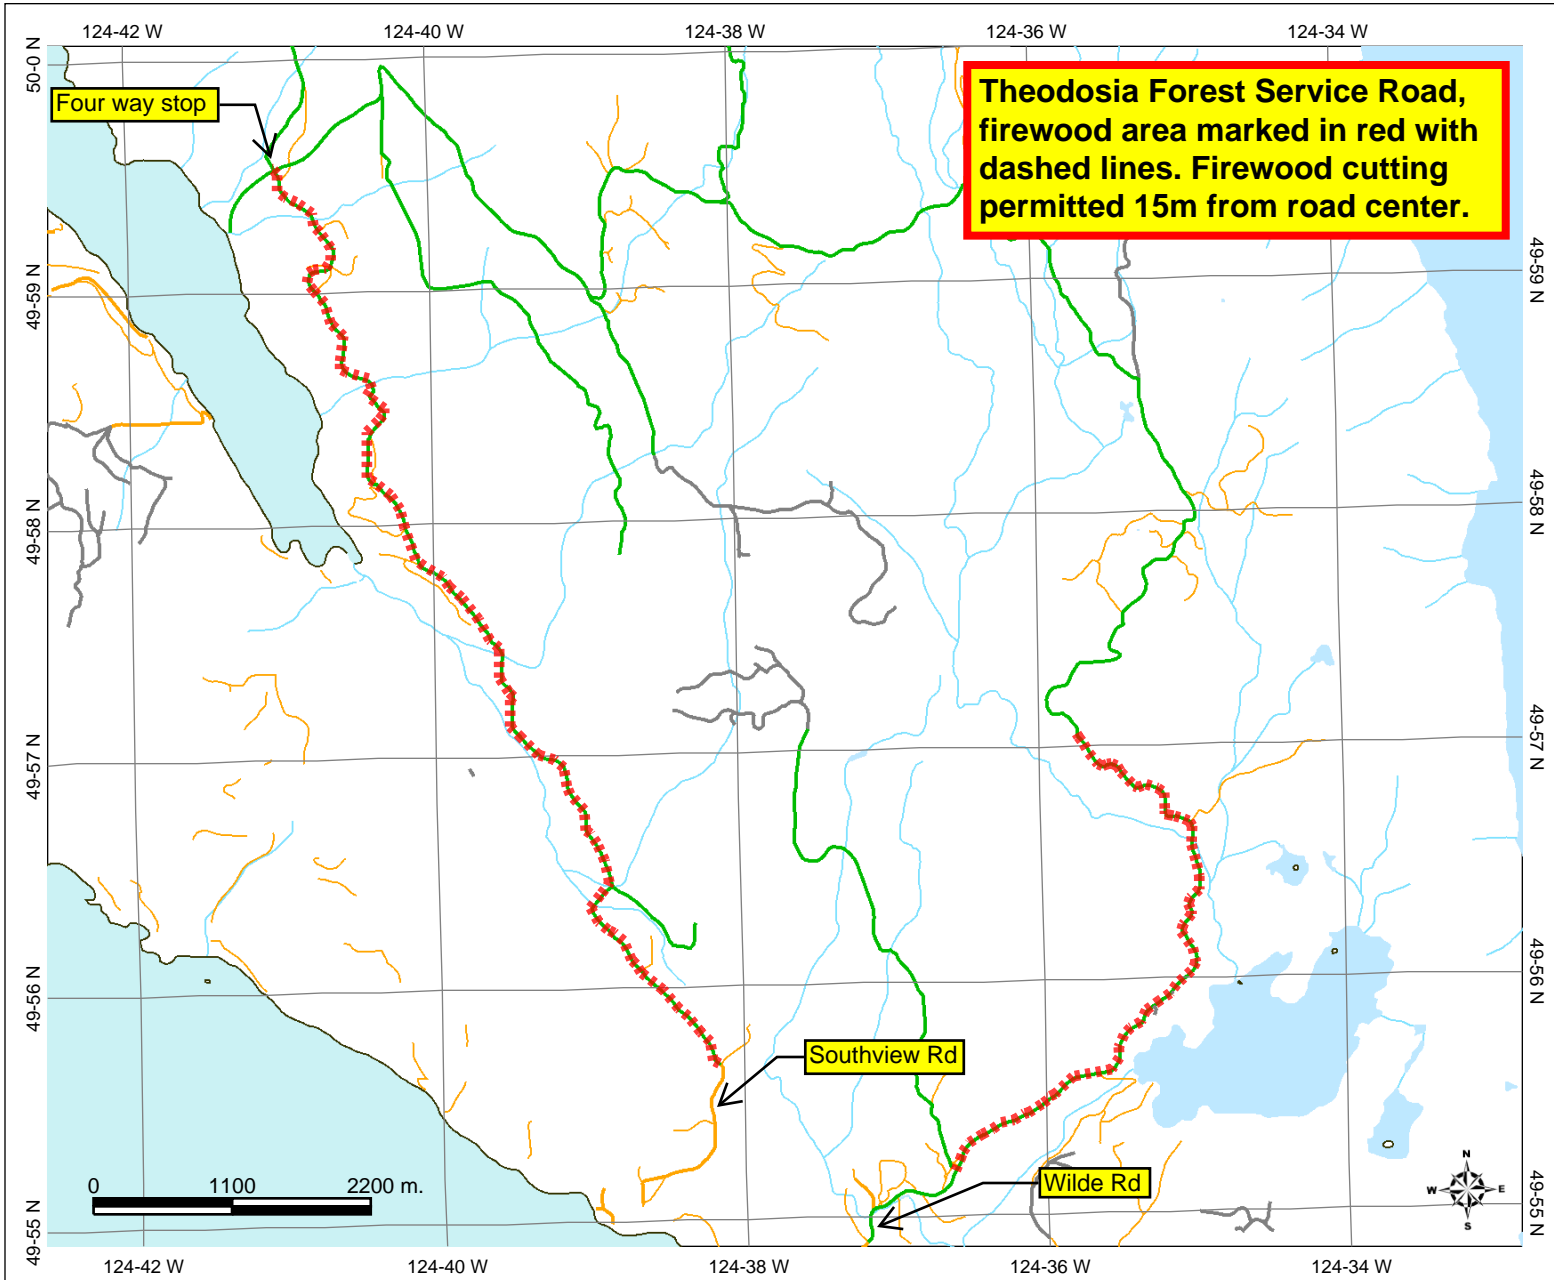 124-42 W 124-40 W 124-38 W 124-36 W 124-34 W
50-0 N
Four way stop
Theodosia Forest Service Road,
firewood area marked in red with
dashed lines. Firewood cutting
permitted 15m from road center.
49-59 N
49-59 N
49-58 N
49-58 N
49-57 N
49-57 N
49-56 N
49-56 N
Southview Rd
Wilde Rd
0 1100 2200 m.
N
W E
S
49-55 N
49-55 N
124-42 W 124-40 W 124-38 W 124-36 W 124-34 W